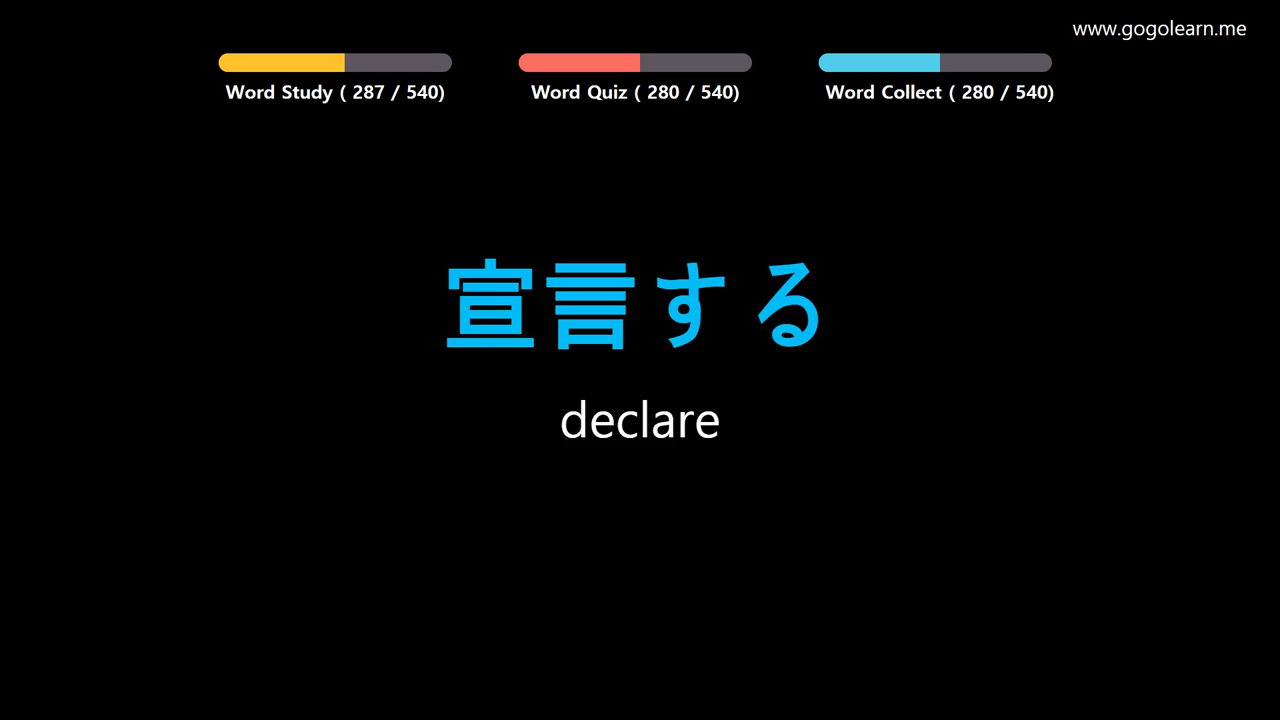 www.gogolearn.me
Word Study ( 287 / 540)
Word Quiz ( 280 / 540)
Word Collect ( 280 / 540)
宣言する
declare